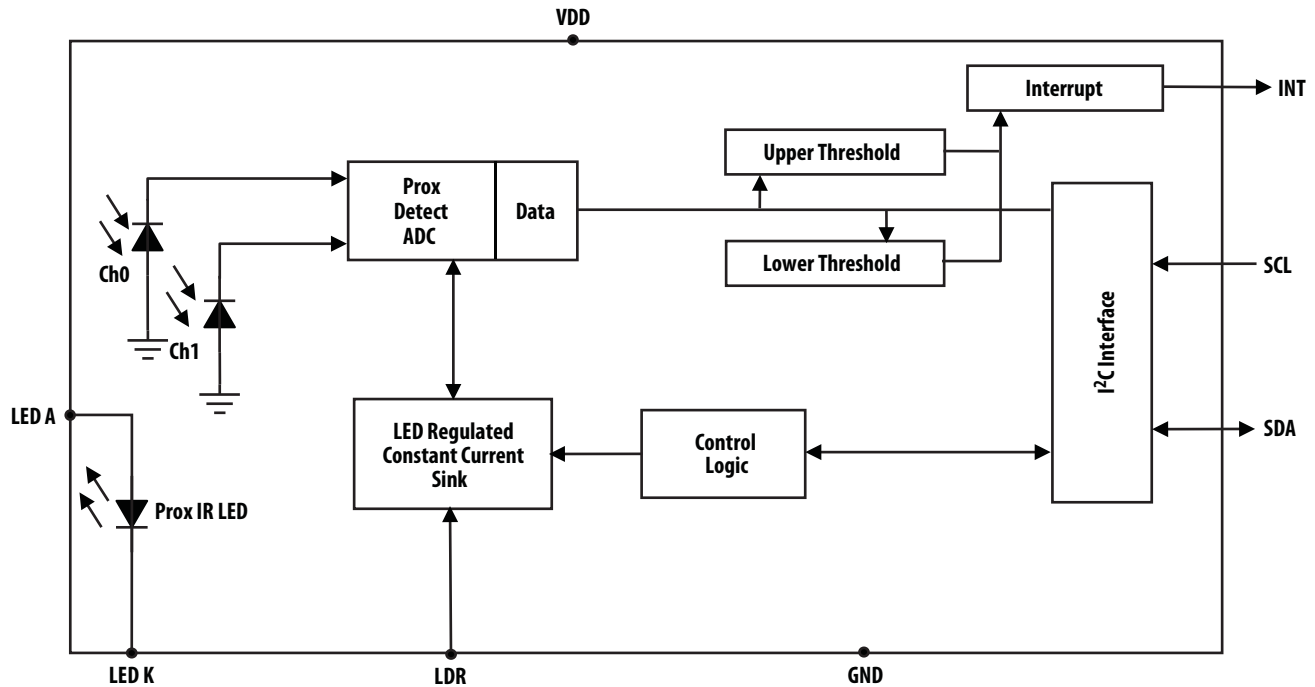 VDD
Interrupt
INT
Upper Threshold
Prox
Detect
ADC
Data
Lower Threshold
SCL
Ch0
Ch1
I²C Interface
LED A
LED Regulated
Constant Current
Sink
Control
Logic
SDA
Prox IR LED
LED K
LDR
GND